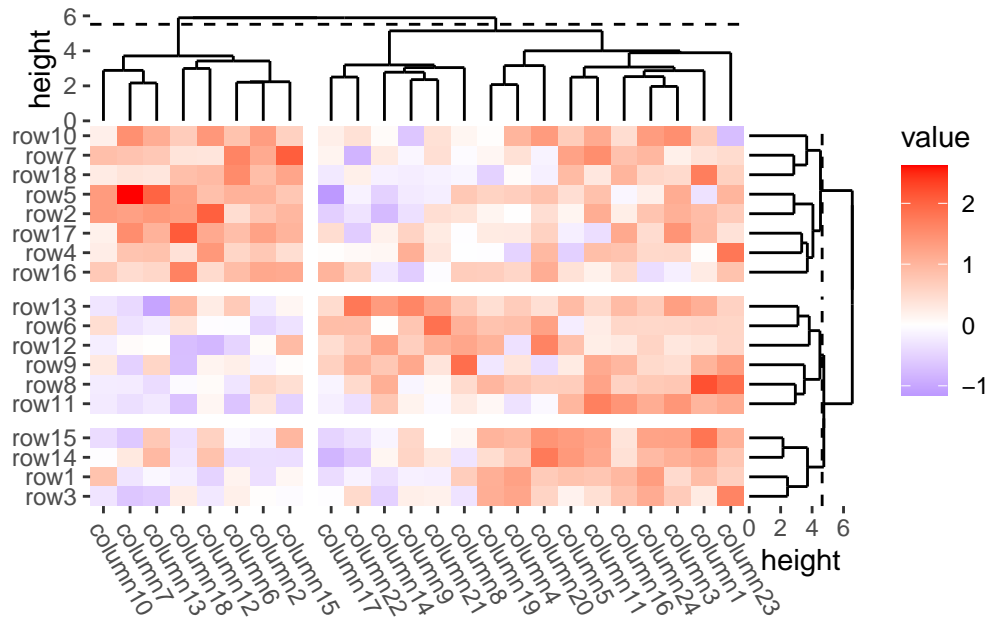 6
4
2
0
height
row10
row7
row18
row5
row2
row17
row4
row16
row13
row6
row12
row9
row8
row11
row15
row14
row1
row3
column10
column7
column13
column18
column12
column6
column2
column15
column17
column22
column14
column9
column21
column8
column19
column4
column20
column5
column11
column16
column24
column3
column1
column23
0 2 4 6
height
value
2
1
0
−1